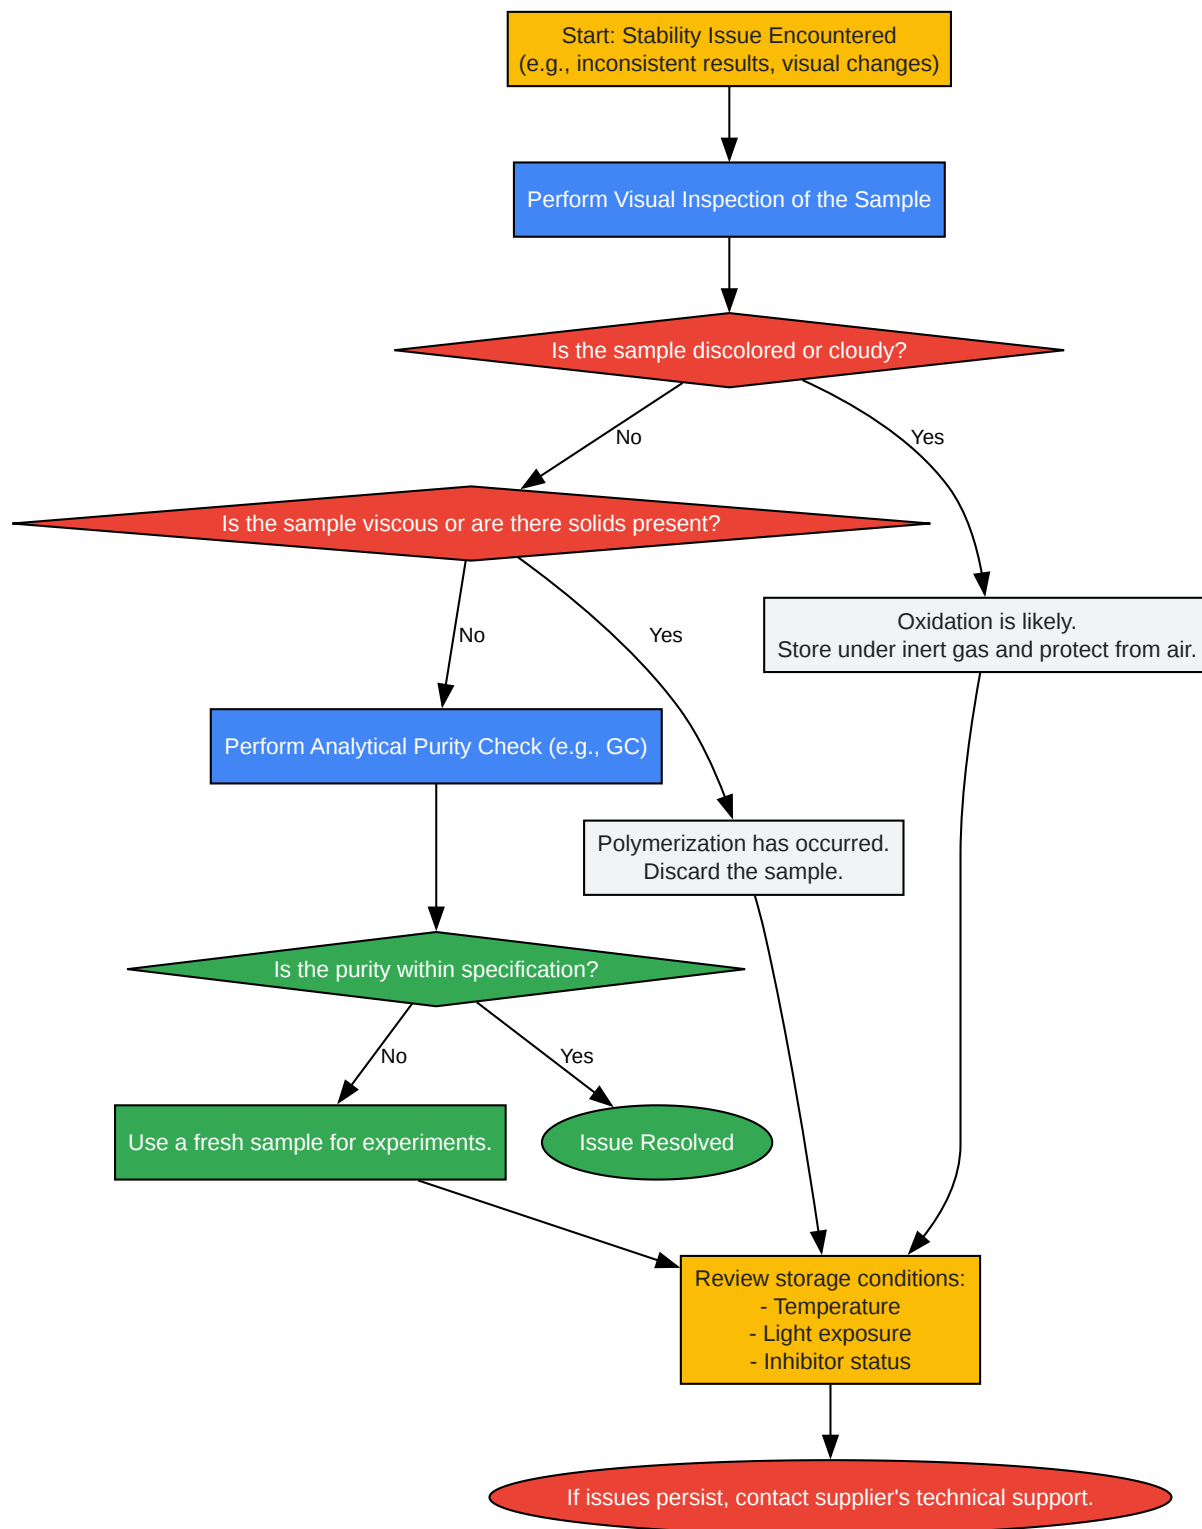 Start: Stability Issue Encountered
(e.g., inconsistent results, visual changes)
Perform Visual Inspection of the Sample
Is the sample discolored or cloudy?
No
Yes
Is the sample viscous or are there solids present?
Oxidation is likely.
Store under inert gas and protect from air.
No
Yes
Perform Analytical Purity Check (e.g., GC)
Polymerization has occurred.
Discard the sample.
Is the purity within specification?
No
Yes
Use a fresh sample for experiments.
Issue Resolved
Review storage conditions:
- Temperature
- Light exposure
- Inhibitor status
If issues persist, contact supplier's technical support.